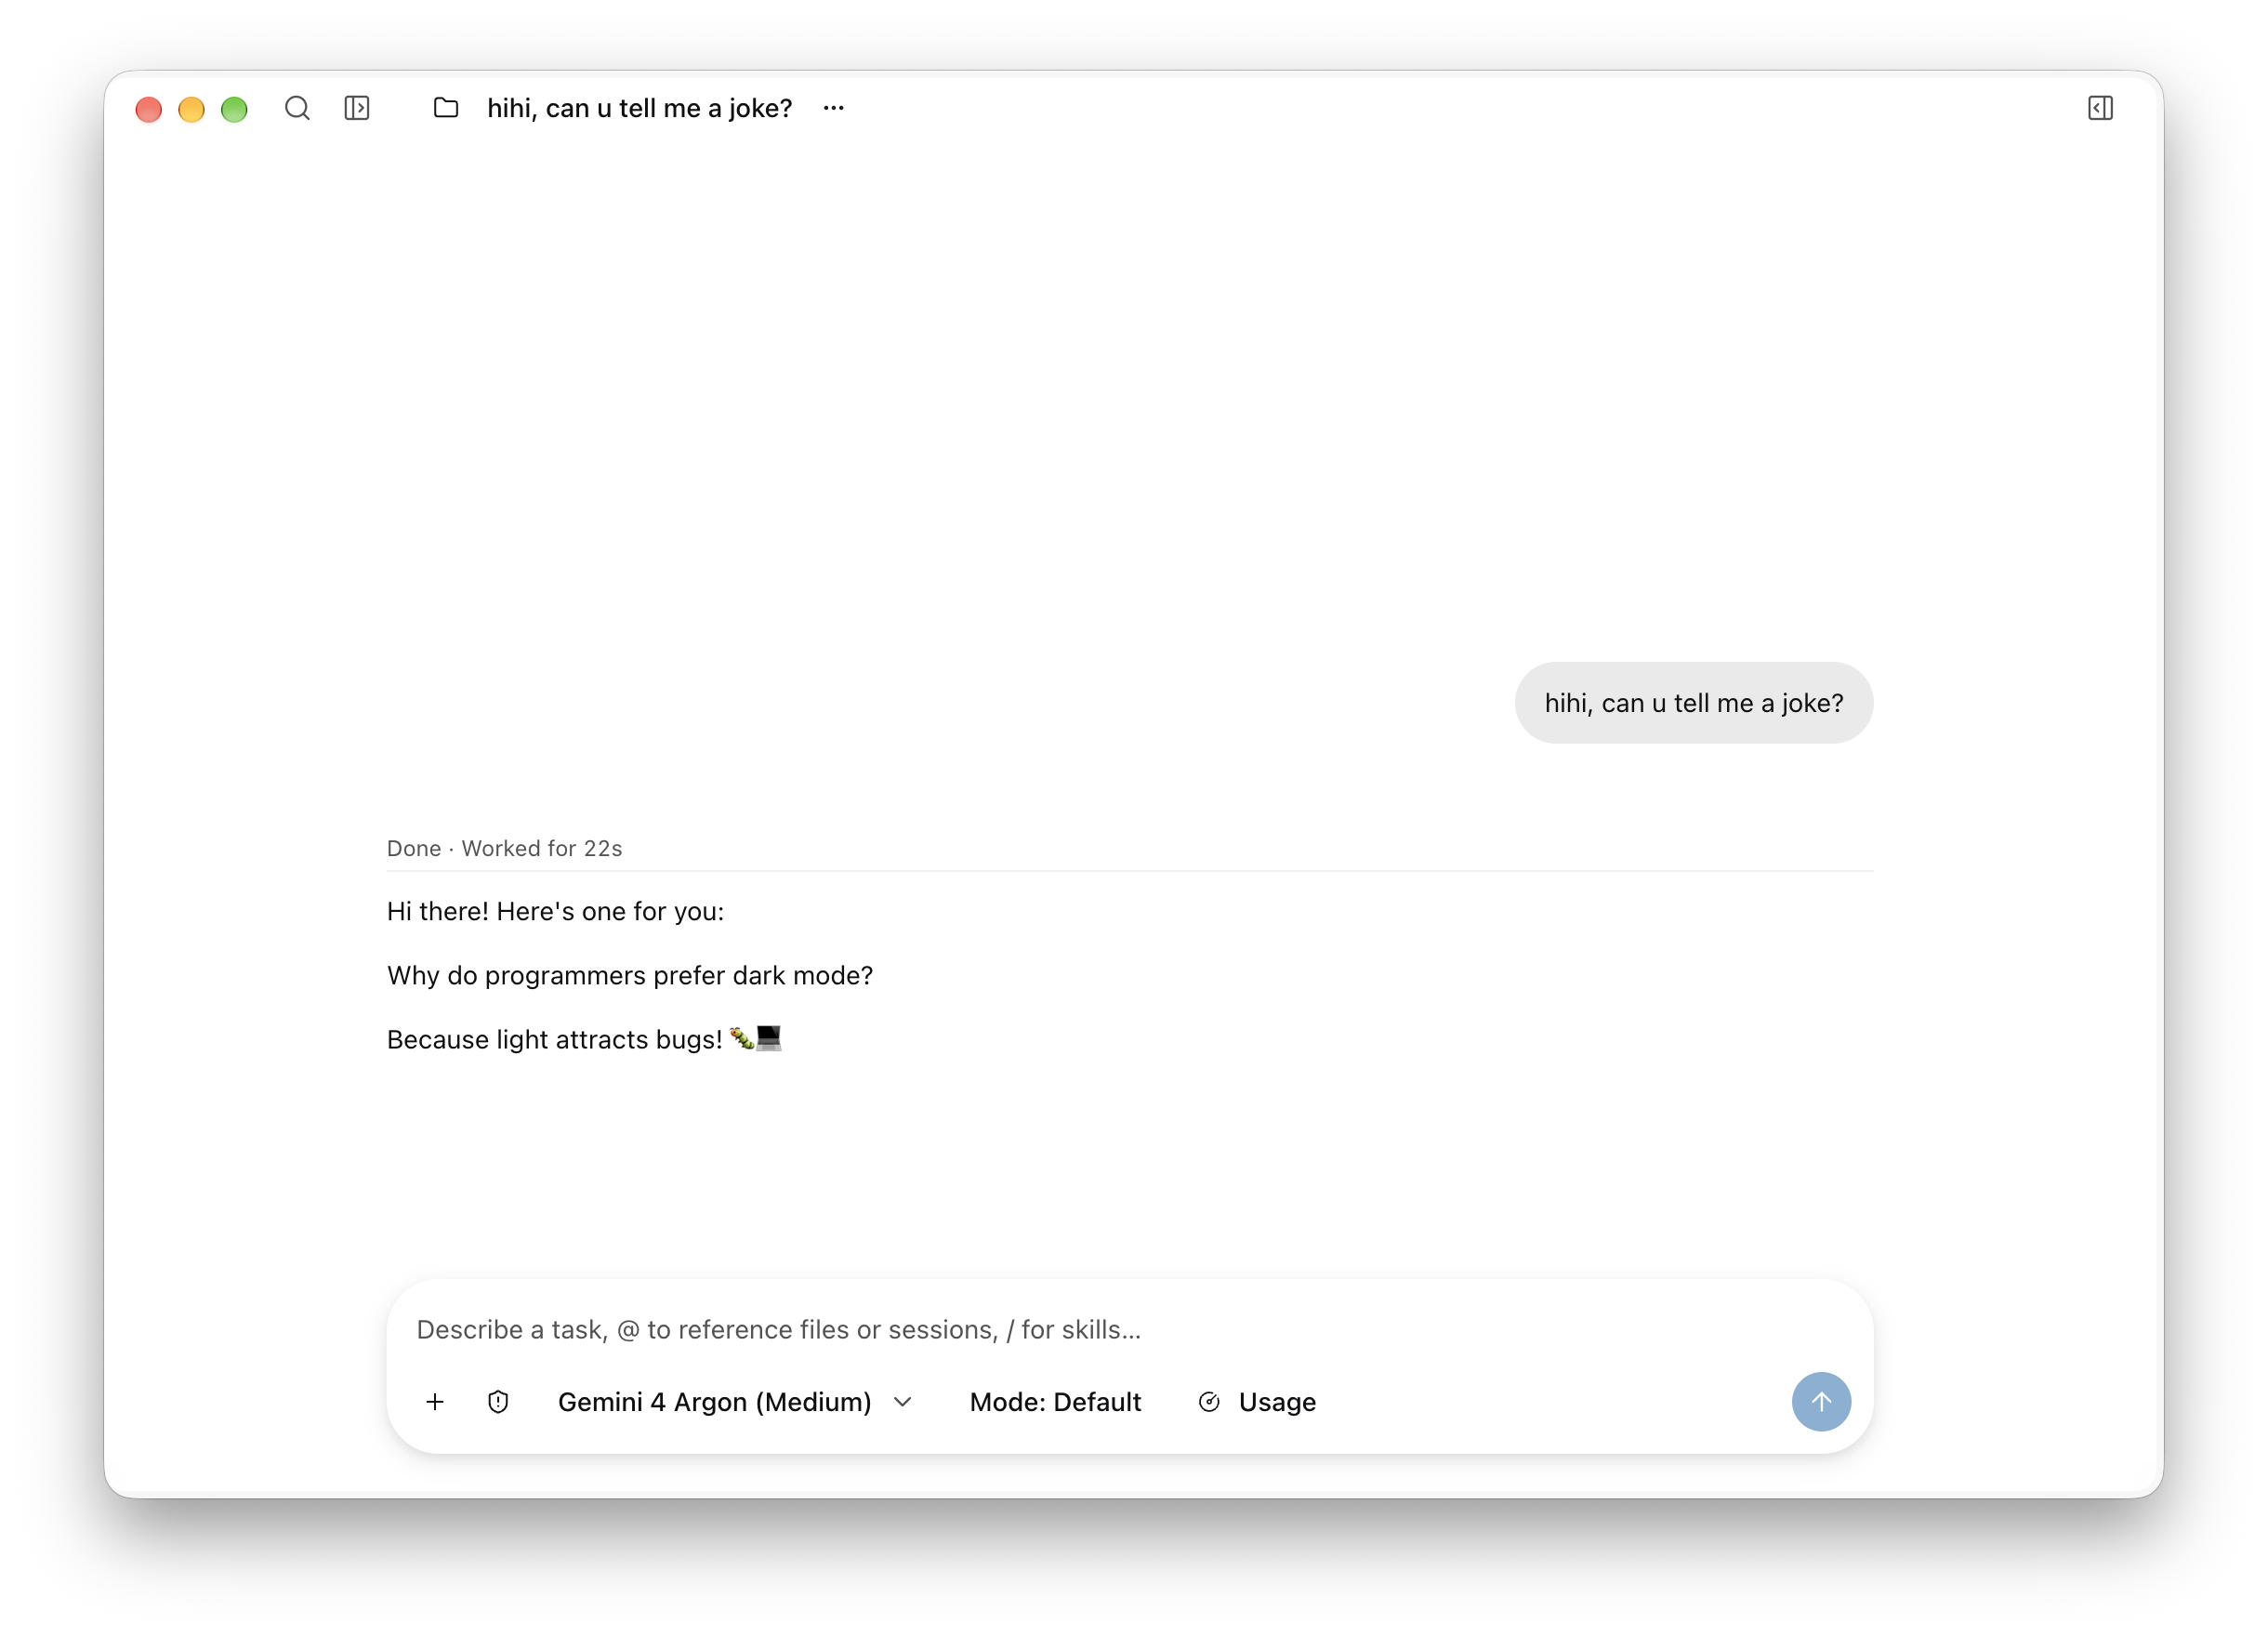 hihi, can u tell me a joke?
hihi, can u tell me a joke?
Done · Worked for 22s
Hi there! Here's one for you:
Why do programmers prefer dark mode?
Because light attracts bugs! 🐛💻
Describe a task, @ to reference files or sessions, / for skills...
Gemini 4 Argon (Medium) Mode: Default Usage